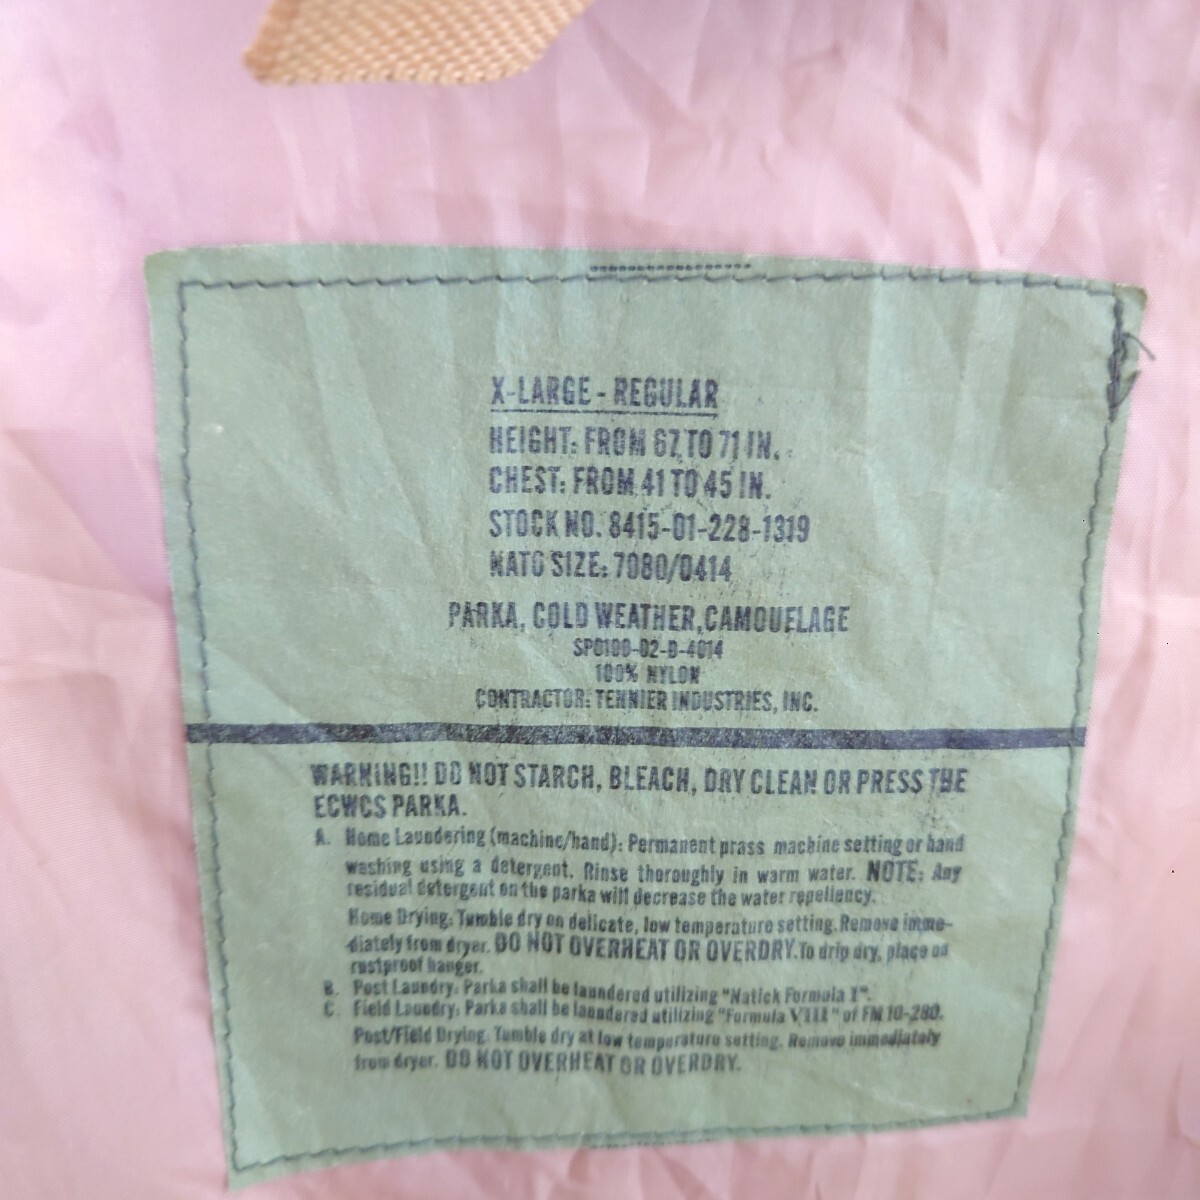 X-LARGE - REGULAR
HEIGHT: FROM 67 TO 71 IN.
CHEST: FROM 41 TO 45 IN.
STOCK NO. 8415-01-228-1319
NATO SIZE: 7080/0414
PARKA, COLD WEATHER, CAMOUFLAGE
SP0100-02-D-4014
100% NYLON
CONTRACTOR: TENNIER INDUSTRIES, INC.
WARNING!! DO NOT STARCH, BLEACH, DRY CLEAN OR PRESS THE
ECWCS PARKA.
A. Home Laundering (machine/hand): Permanent press machine setting or hand
washing using a detergent. Rinse thoroughly in warm water. NOTE: Any
residual detergent on the parka will decrease the water repellency.
Home Drying: Tumble dry on delicate, low temperature setting. Remove imme-
diately from dryer. DO NOT OVERHEAT OR OVERDRY. To drip dry, place on
rustproof hanger.
B. Post Laundry: Parka shall be laundered utilizing "Natick Formula I".
C. Field Laundry: Parka shall be laundered utilizing "Formula VIII" of FM 10-280.
Post/Field Drying: Tumble dry at low temperature setting. Remove immediately
from dryer. DO NOT OVERHEAT OR OVERDRY.